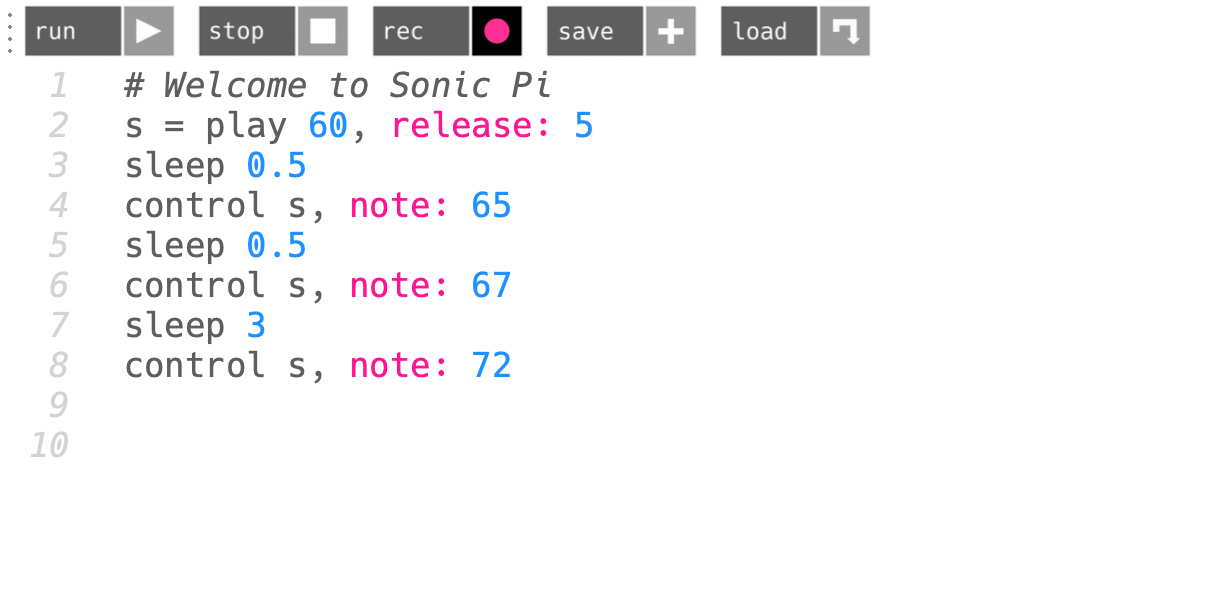 run stop rec save load
1 # Welcome to Sonic Pi
2 s = play 60, release: 5
3 sleep 0.5
4 control s, note: 65
5 sleep 0.5
6 control s, note: 67
7 sleep 3
8 control s, note: 72
9
10